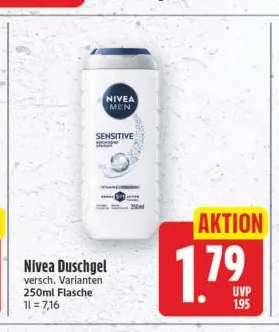 NIVEA
MEN
SENSITIVE
250ml
AKTION
1.79
UVP
1.95
Nivea Duschgel
versch. Varianten
250ml Flasche
1l = 7,16